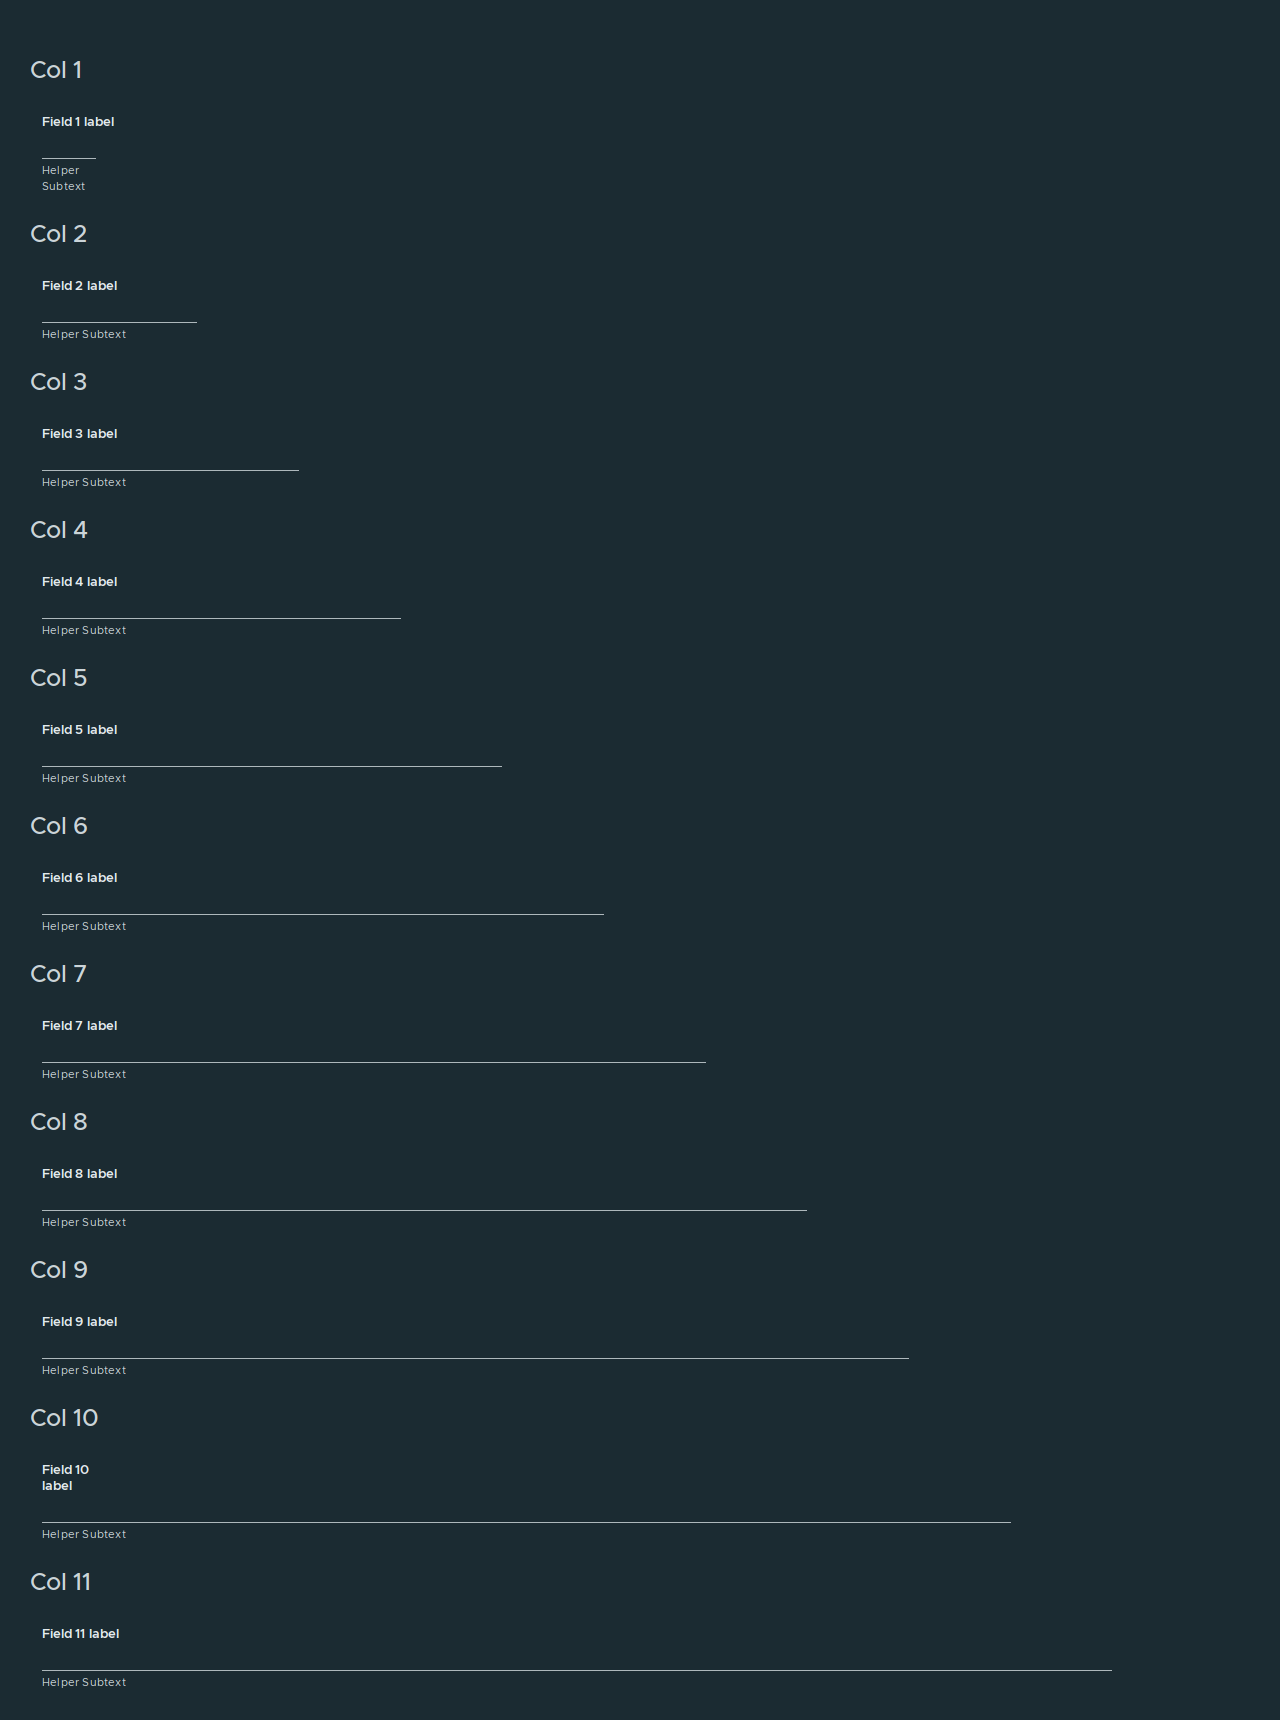 Col 1
Field 1 label
Helper
Subtext
Col 2
Field 2 label
Helper Subtext
Col 3
Field 3 label
Helper Subtext
Col 4
Field 4 label
Helper Subtext
Col 5
Field 5 label
Helper Subtext
Col 6
Field 6 label
Helper Subtext
Col 7
Field 7 label
Helper Subtext
Col 8
Field 8 label
Helper Subtext
Col 9
Field 9 label
Helper Subtext
Col 10
Field 10
label
Helper Subtext
Col 11
Field 11 label
Helper Subtext